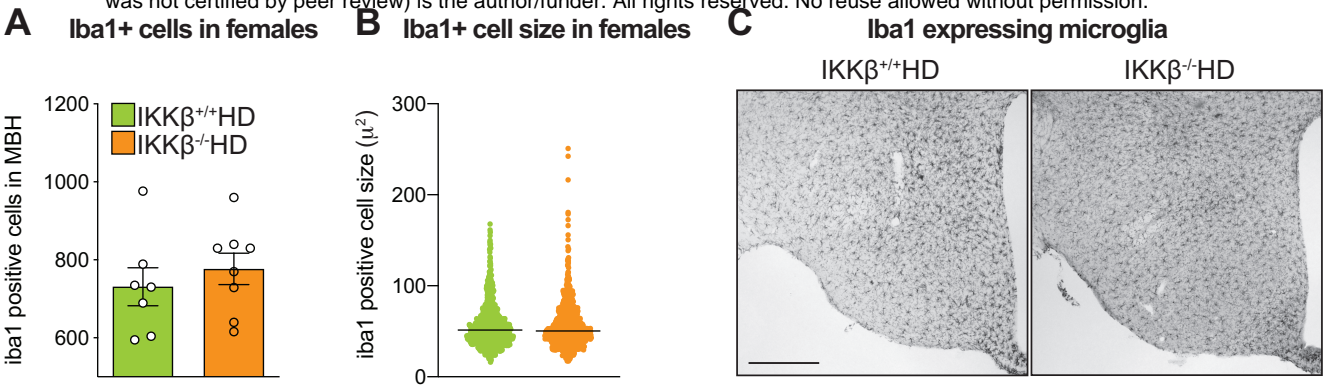 was not certified by peer review) is the author/funder. All rights reserved. No reuse allowed without permission.
A Iba1+ cells in females
B Iba1+ cell size in females
C Iba1 expressing microglia
IKKβ+/+HD
IKKβ-/-HD
iba1 positive cells in MBH
1200
1000
800
600
IKKβ+/+HD
IKKβ-/-HD
iba1 positive cell size (µ2)
300
200
100
0